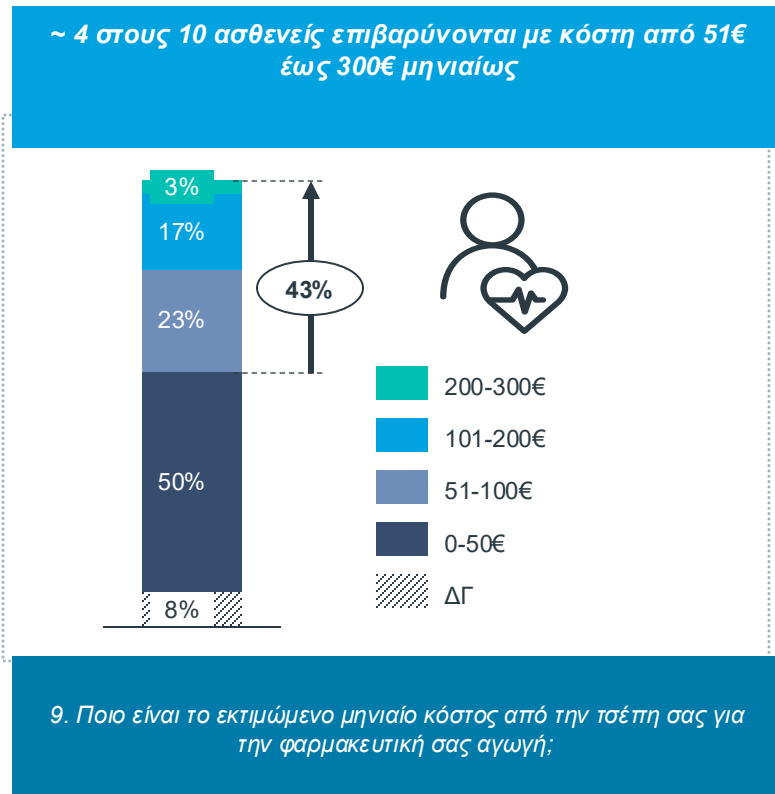 ~ 4 στους 10 ασθενείς επιβαρύνονται με κόστη από 51€
έως 300€ μηνιαίως
3%
17%
43%
23%
50%
8%
200-300€
101-200€
51-100€
0-50€
ΔΓ
9. Ποιο είναι το εκτιμώμενο μηνιαίο κόστος από την τσέπη σας για
την φαρμακευτική σας αγωγή;